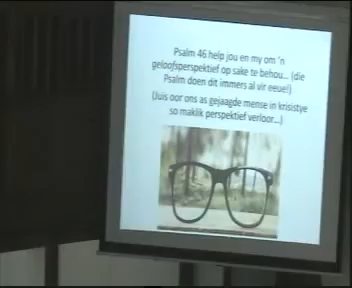 Psalm 46 help jou en my om 'n
geloofsperspektief op sake te behou... (die
Psalm doen dit immers al vir eeue!)
(Juis oor ons as gejaagde mense in krisistye
so maklik perspektief verloor...)